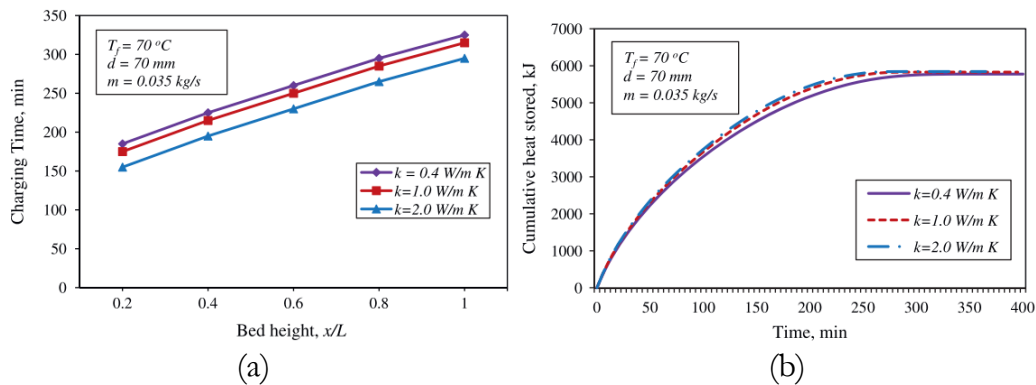 350
300
250
200
150
100
50
0
Charging Time, min
T_f = 70 °C
d = 70 mm
m = 0.035 kg/s
k = 0.4 W/m K
k=1.0 W/m K
k=2.0 W/m K
0.2 0.4 0.6 0.8 1
Bed height, x/L
(a)
7000
6000
5000
4000
3000
2000
1000
0
Cumulative heat stored, kJ
T_f = 70 °C
d = 70 mm
m = 0.035 kg/s
k=0.4 W/m K
k=1.0 W/m K
k=2.0 W/m K
0 50 100 150 200 250 300 350 400
Time, min
(b)